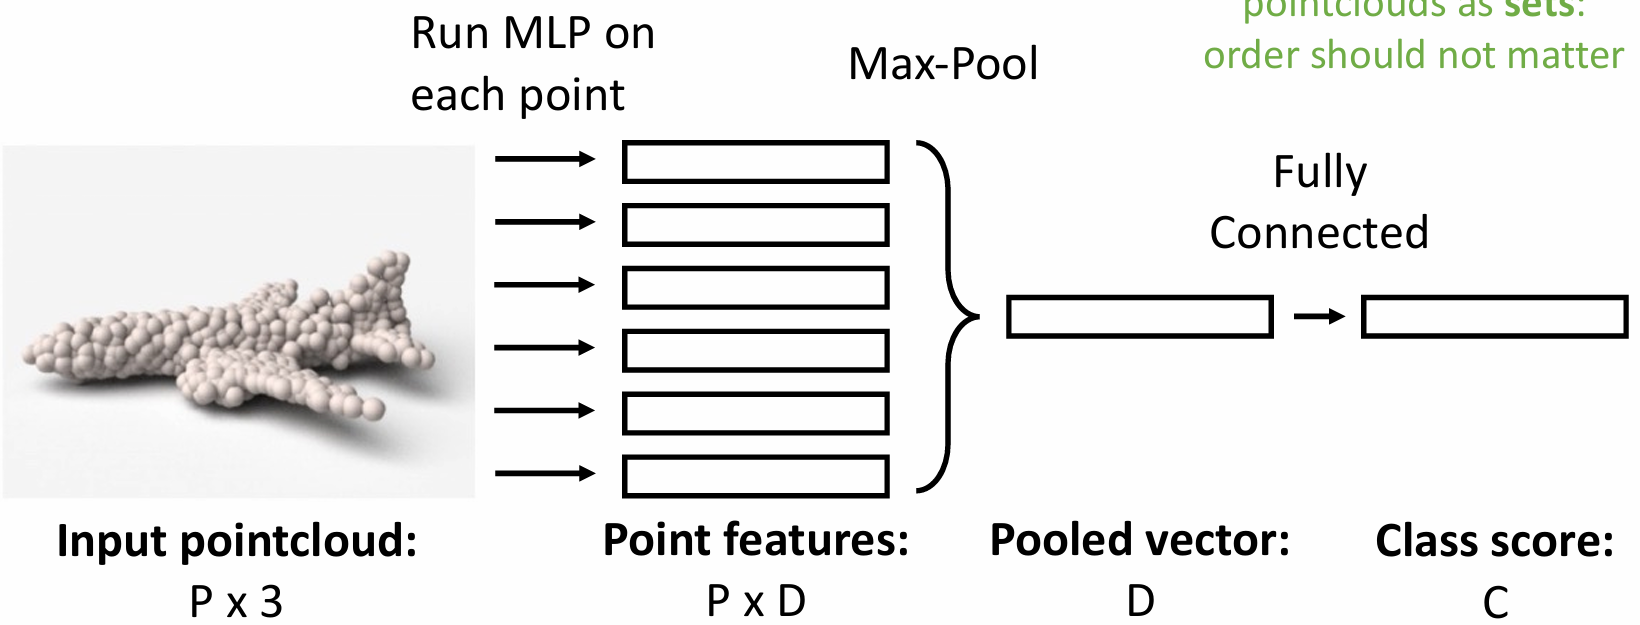 Run MLP on
each point
Max-Pool
pointclouds as sets:
order should not matter
Fully
Connected
Input pointcloud:
P x 3
Point features:
P x D
Pooled vector:
D
Class score:
C